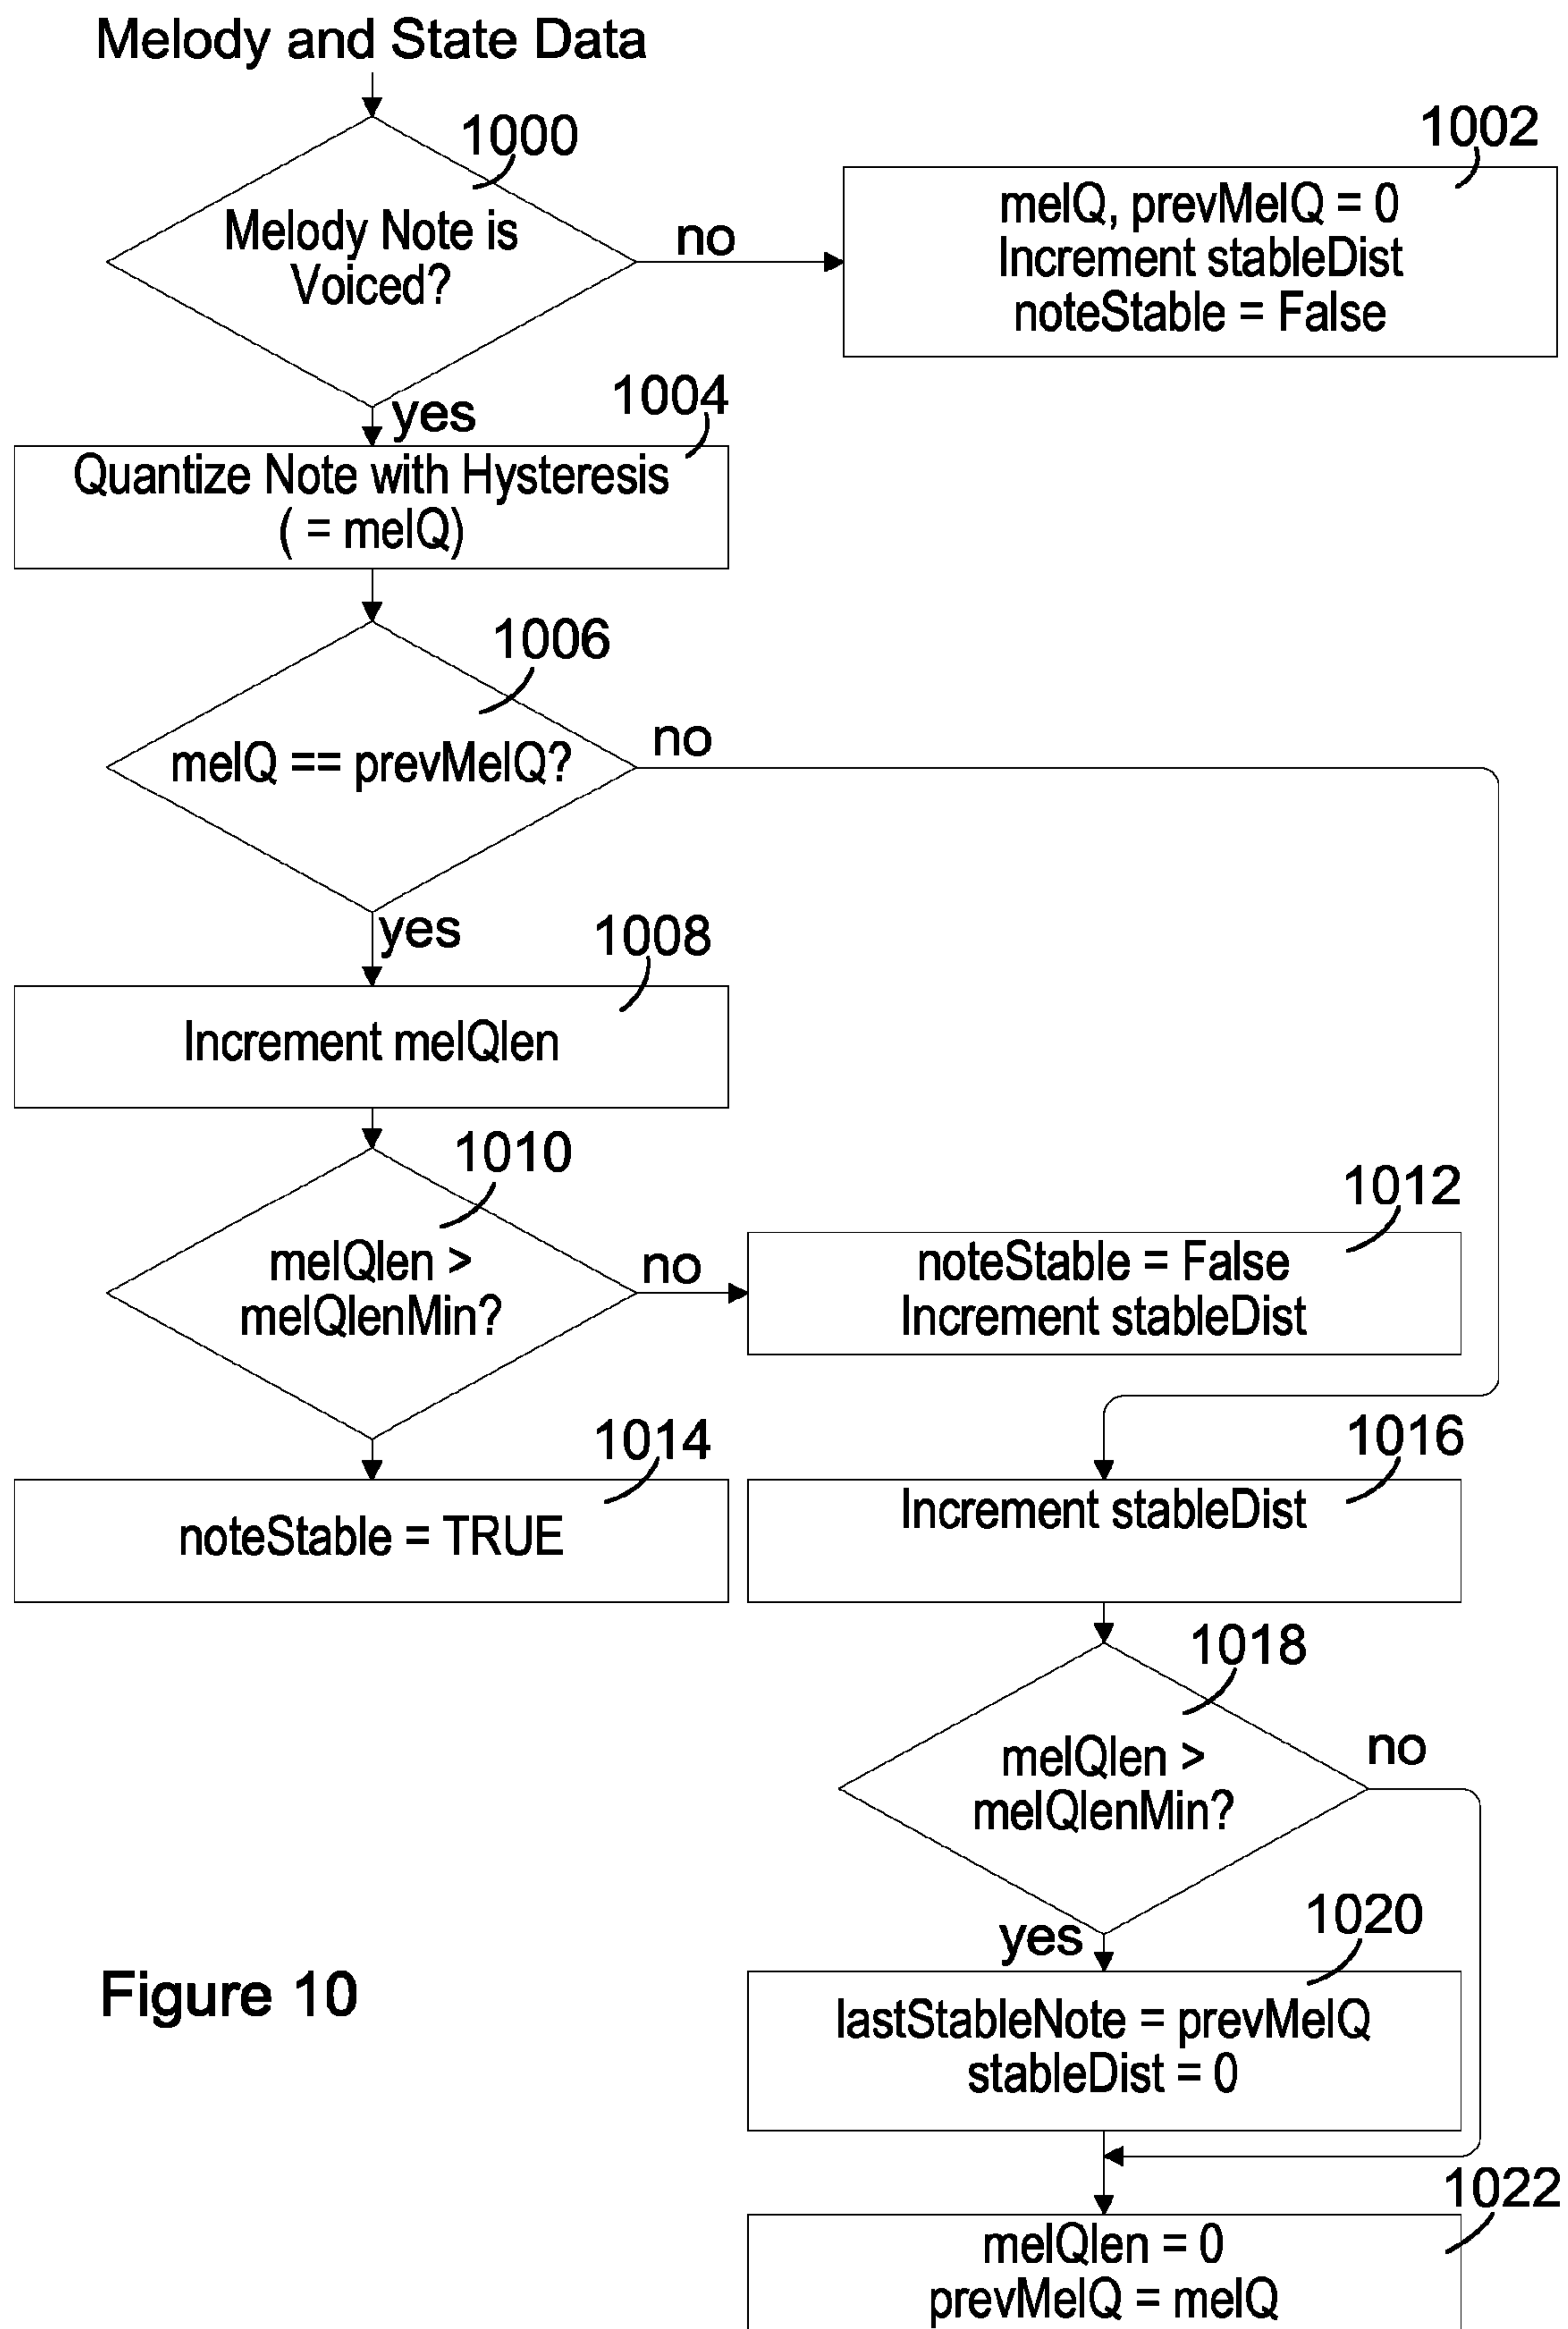 Melody and State Data
1000
Melody Note is
Voiced?
no
1002
melQ, prevMelQ = 0
Increment stableDist
noteStable = False
yes
1004
Quantize Note with Hysteresis
( = melQ)
1006
melQ == prevMelQ?
no
yes
1008
Increment melQlen
1010
melQlen >
melQlenMin?
no
1012
noteStable = False
Increment stableDist
1014
noteStable = TRUE
1016
Increment stableDist
1018
melQlen >
melQlenMin?
no
yes
1020
lastStableNote = prevMelQ
stableDist = 0
Figure 10
1022
melQlen = 0
prevMelQ = melQ